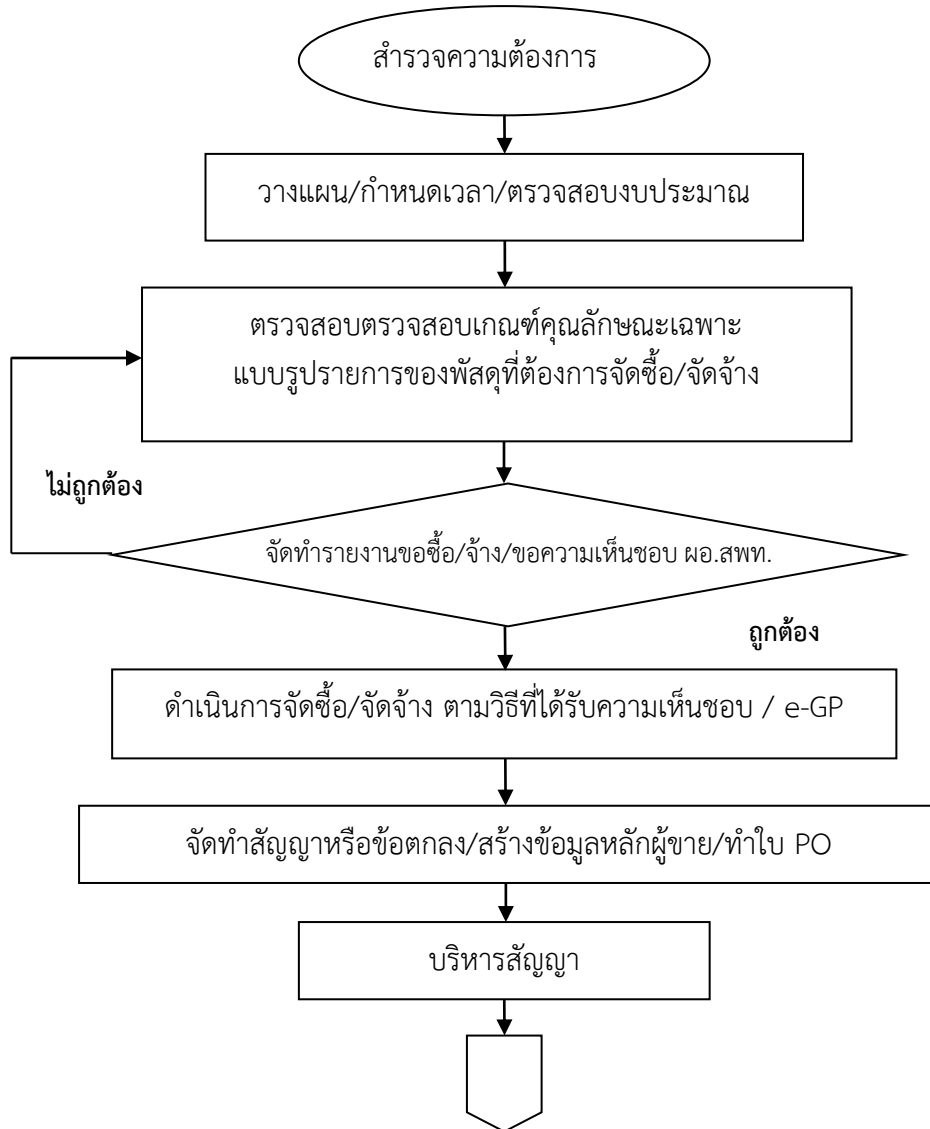 สำรวจความต้องการ
วางแผน/กำหนดเวลา/ตรวจสอบงบประมาณ
ตรวจสอบตรวจสอบเกณฑ์คุณลักษณะเฉพาะ
แบบรูปรายการของพัสดุที่ต้องการจัดซื้อ/จัดจ้าง
ไม่ถูกต้อง
จัดทำรายงานขอซื้อ/จ้าง/ขอความเห็นชอบ ผอ.สพท.
ถูกต้อง
ดำเนินการจัดซื้อ/จัดจ้าง ตามวิธีที่ได้รับความเห็นชอบ / e-GP
จัดทำสัญญาหรือข้อตกลง/สร้างข้อมูลหลักผู้ขาย/ทำใบ PO
บริหารสัญญา